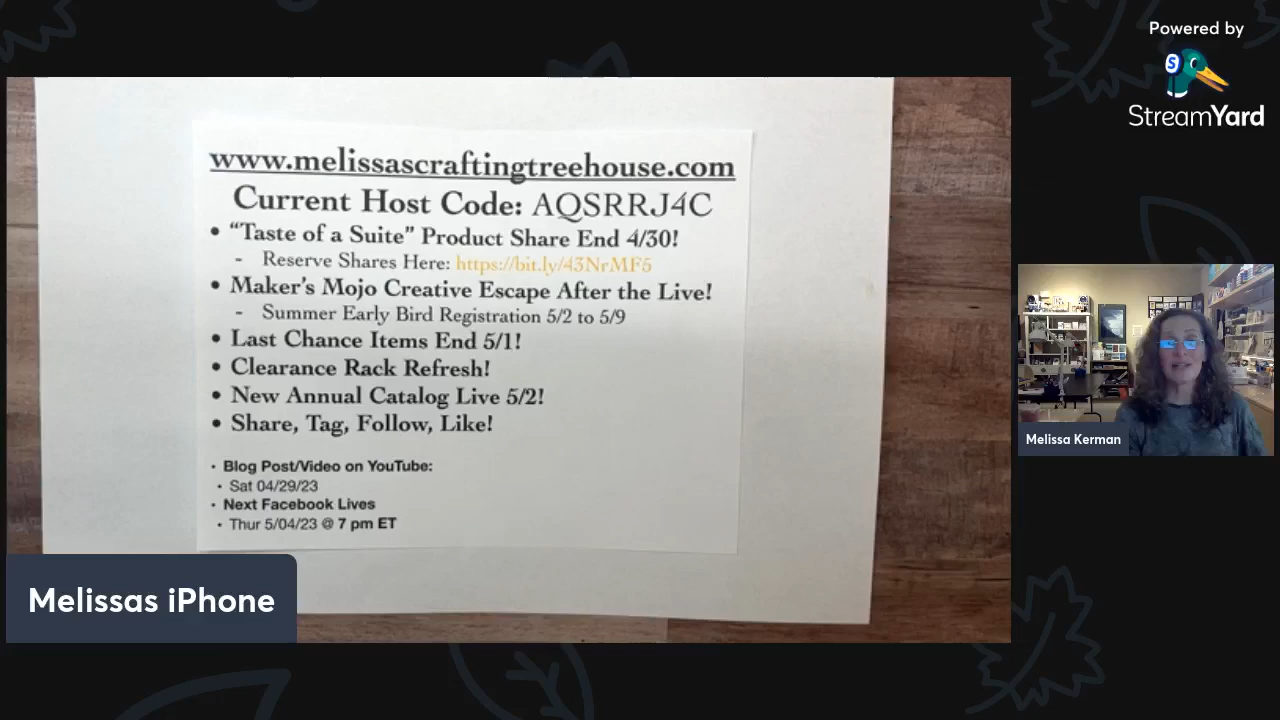 Powered by
StreamYard
www.melissascraftingtreehouse.com
Current Host Code: AQSRRJ4C
• “Taste of a Suite” Product Share End 4/30!
- Reserve Shares Here: https://bit.ly/43NrMF5
• Maker's Mojo Creative Escape After the Live!
- Summer Early Bird Registration 5/2 to 5/9
• Last Chance Items End 5/1!
• Clearance Rack Refresh!
• New Annual Catalog Live 5/2!
• Share, Tag, Follow, Like!
• Blog Post/Video on YouTube:
• Sat 04/29/23
• Next Facebook Lives
• Thur 5/04/23 @ 7 pm ET
Melissas iPhone
Melissa Kerman